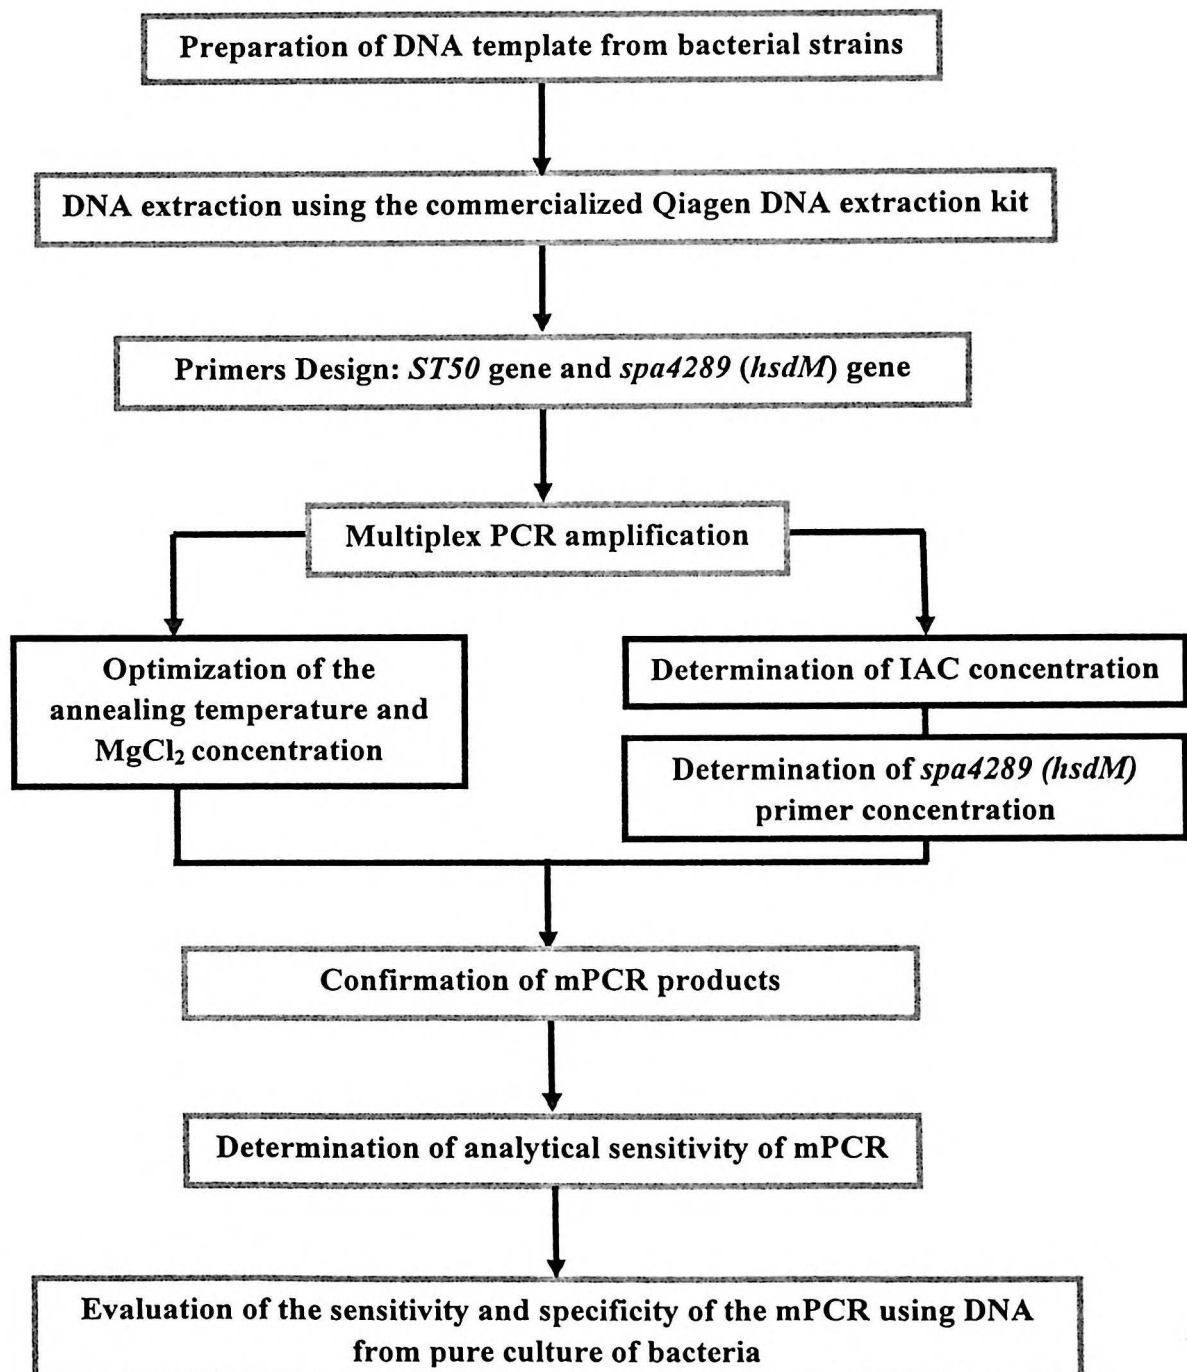 Preparation of DNA template from bacterial strains
DNA extraction using the commercialized Qiagen DNA extraction kit
Primers Design: ST50 gene and spa4289 (hsdM) gene
Multiplex PCR amplification
Optimization of the
annealing temperature and
MgCl₂ concentration
Determination of IAC concentration
Determination of spa4289 (hsdM)
primer concentration
Confirmation of mPCR products
Determination of analytical sensitivity of mPCR
Evaluation of the sensitivity and specificity of the mPCR using DNA
from pure culture of bacteria